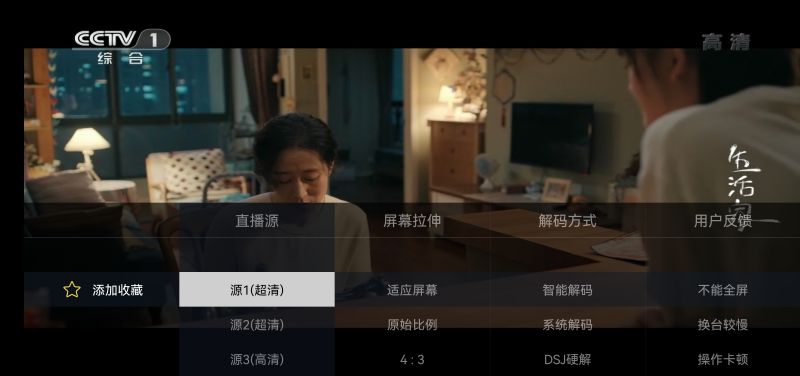 CCTV 1
综合
高清
生活家
直播源 屏幕拉伸 解码方式 用户反馈
添加收藏 源1(超清) 适应屏幕 智能解码 不能全屏
源2(超清) 原始比例 系统解码 换台较慢
源3(高清) 4:3 DSJ硬解 操作卡顿